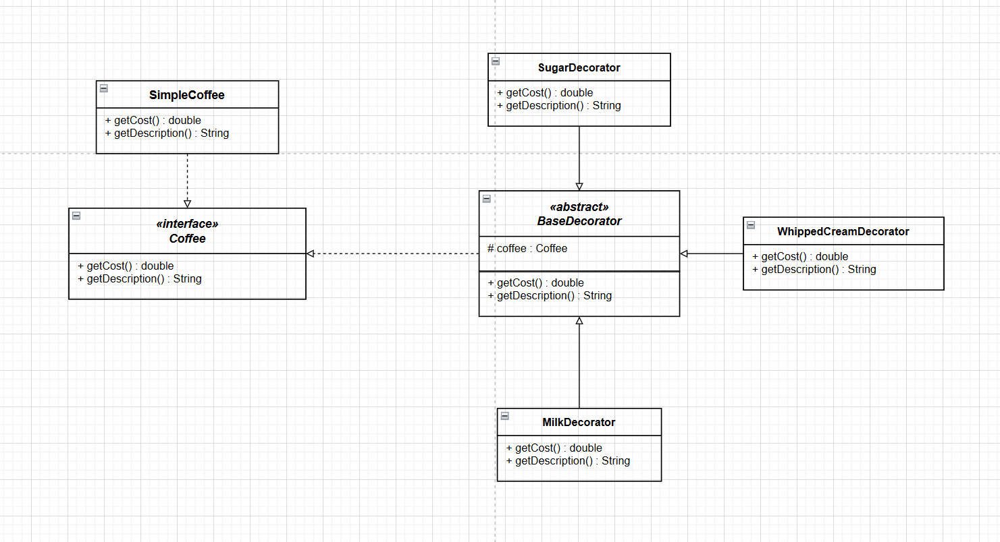 SugarDecorator
+ getCost() : double
+ getDescription() : String
SimpleCoffee
+ getCost() : double
+ getDescription() : String
«interface»
Coffee
+ getCost() : double
+ getDescription() : String
«abstract»
BaseDecorator
# coffee : Coffee
+ getCost() : double
+ getDescription() : String
WhippedCreamDecorator
+ getCost() : double
+ getDescription() : String
MilkDecorator
+ getCost() : double
+ getDescription() : String